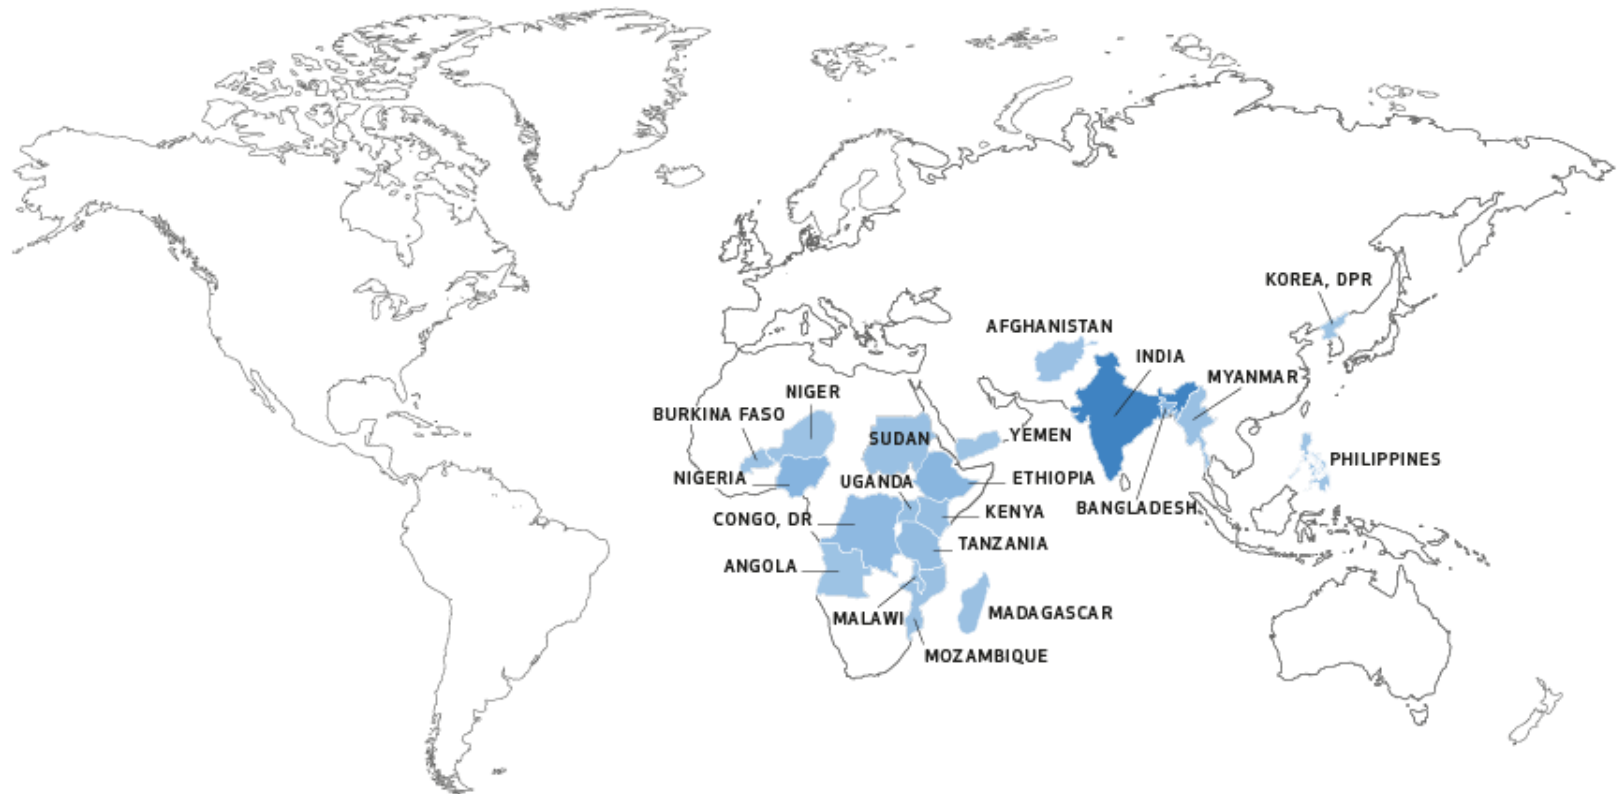 KOREA, DPR
AFGHANISTAN
INDIA
MYANMAR
NIGER
BURKINA FASO
SUDAN
YEMEN
PHILIPPINES
NIGERIA
UGANDA
ETHIOPIA
BANGLADESH
KENYA
CONGO, DR
TANZANIA
ANGOLA
MADAGASCAR
MALAWI
MOZAMBIQUE